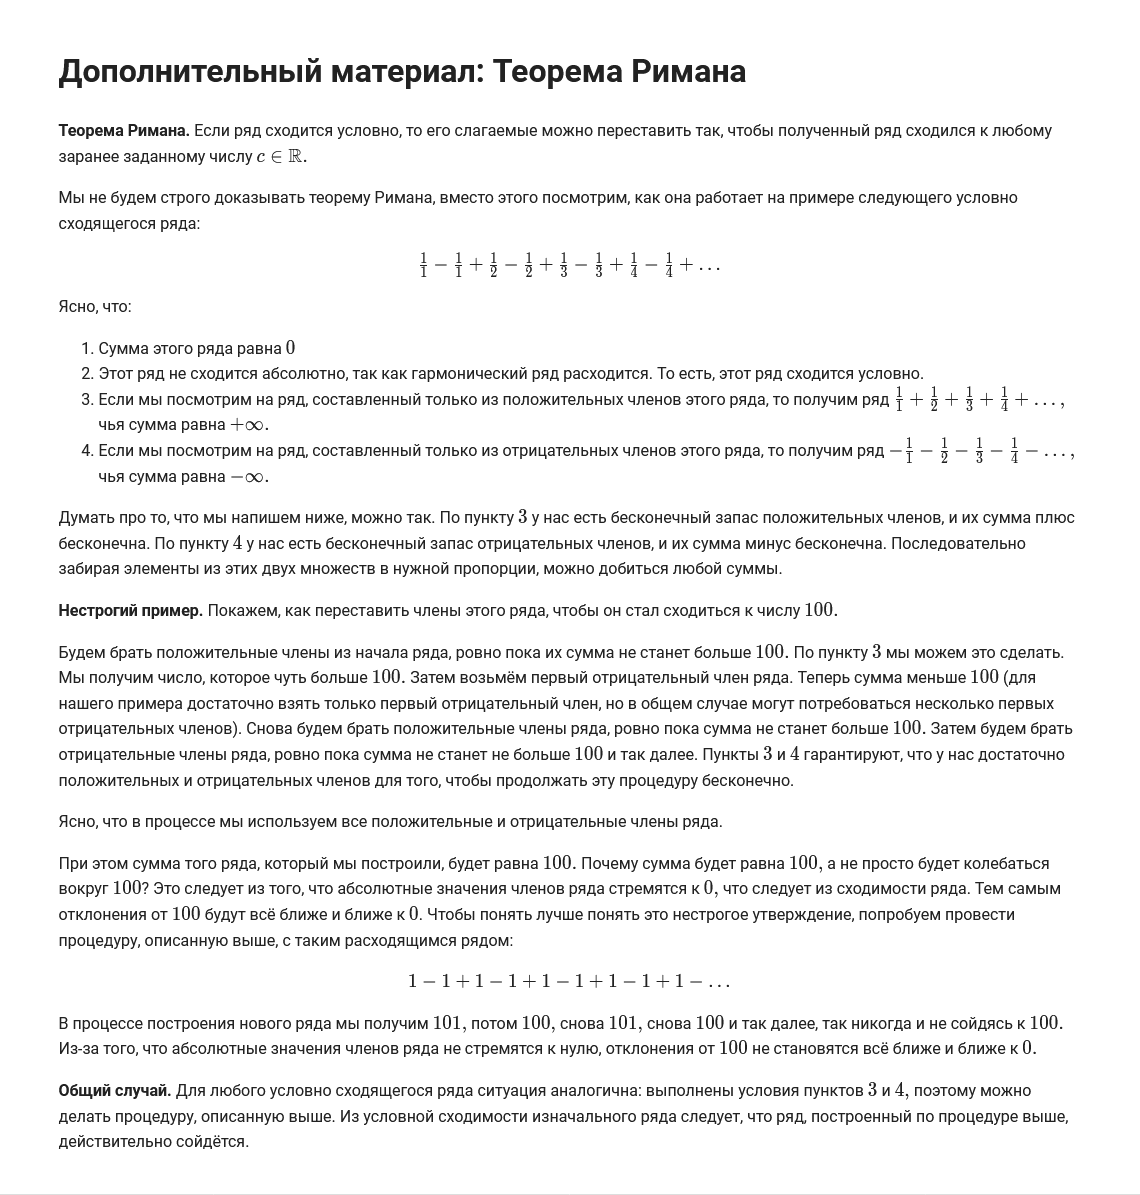 Дополнительный материал: Теорема Римана
Теорема Римана. Если ряд сходится условно, то его слагаемые можно переставить так, чтобы полученный ряд сходился к любому
заранее заданному числу c ∈ ℝ.
Мы не будем строго доказывать теорему Римана, вместо этого посмотрим, как она работает на примере следующего условно
сходящегося ряда:
1/1 − 1/1 + 1/2 − 1/2 + 1/3 − 1/3 + 1/4 − 1/4 + …
Ясно, что:
1. Сумма этого ряда равна 0
2. Этот ряд не сходится абсолютно, так как гармонический ряд расходится. То есть, этот ряд сходится условно.
3. Если мы посмотрим на ряд, составленный только из положительных членов этого ряда, то получим ряд 1/1 + 1/2 + 1/3 + 1/4 + …,
чья сумма равна +∞.
4. Если мы посмотрим на ряд, составленный только из отрицательных членов этого ряда, то получим ряд −1/1 − 1/2 − 1/3 − 1/4 − …,
чья сумма равна −∞.
Думать про то, что мы напишем ниже, можно так. По пункту 3 у нас есть бесконечный запас положительных членов, и их сумма плюс
бесконечна. По пункту 4 у нас есть бесконечный запас отрицательных членов, и их сумма минус бесконечна. Последовательно
забирая элементы из этих двух множеств в нужной пропорции, можно добиться любой суммы.
Нестрогий пример. Покажем, как переставить члены этого ряда, чтобы он стал сходиться к числу 100.
Будем брать положительные члены из начала ряда, ровно пока их сумма не станет больше 100. По пункту 3 мы можем это сделать.
Мы получим число, которое чуть больше 100. Затем возьмём первый отрицательный член ряда. Теперь сумма меньше 100 (для
нашего примера достаточно взять только первый отрицательный член, но в общем случае могут потребоваться несколько первых
отрицательных членов). Снова будем брать положительные члены ряда, ровно пока сумма не станет больше 100. Затем будем брать
отрицательные члены ряда, ровно пока сумма не станет не больше 100 и так далее. Пункты 3 и 4 гарантируют, что у нас достаточно
положительных и отрицательных членов для того, чтобы продолжать эту процедуру бесконечно.
Ясно, что в процессе мы используем все положительные и отрицательные члены ряда.
При этом сумма того ряда, который мы построили, будет равна 100. Почему сумма будет равна 100, а не просто будет колебаться
вокруг 100? Это следует из того, что абсолютные значения членов ряда стремятся к 0, что следует из сходимости ряда. Тем самым
отклонения от 100 будут всё ближе и ближе к 0. Чтобы понять лучше понять это нестрогое утверждение, попробуем провести
процедуру, описанную выше, с таким расходящимся рядом:
1 − 1 + 1 − 1 + 1 − 1 + 1 − 1 + 1 − …
В процессе построения нового ряда мы получим 101, потом 100, снова 101, снова 100 и так далее, так никогда и не сойдясь к 100.
Из-за того, что абсолютные значения членов ряда не стремятся к нулю, отклонения от 100 не становятся всё ближе и ближе к 0.
Общий случай. Для любого условно сходящегося ряда ситуация аналогична: выполнены условия пунктов 3 и 4, поэтому можно
делать процедуру, описанную выше. Из условной сходимости изначального ряда следует, что ряд, построенный по процедуре выше,
действительно сойдётся.